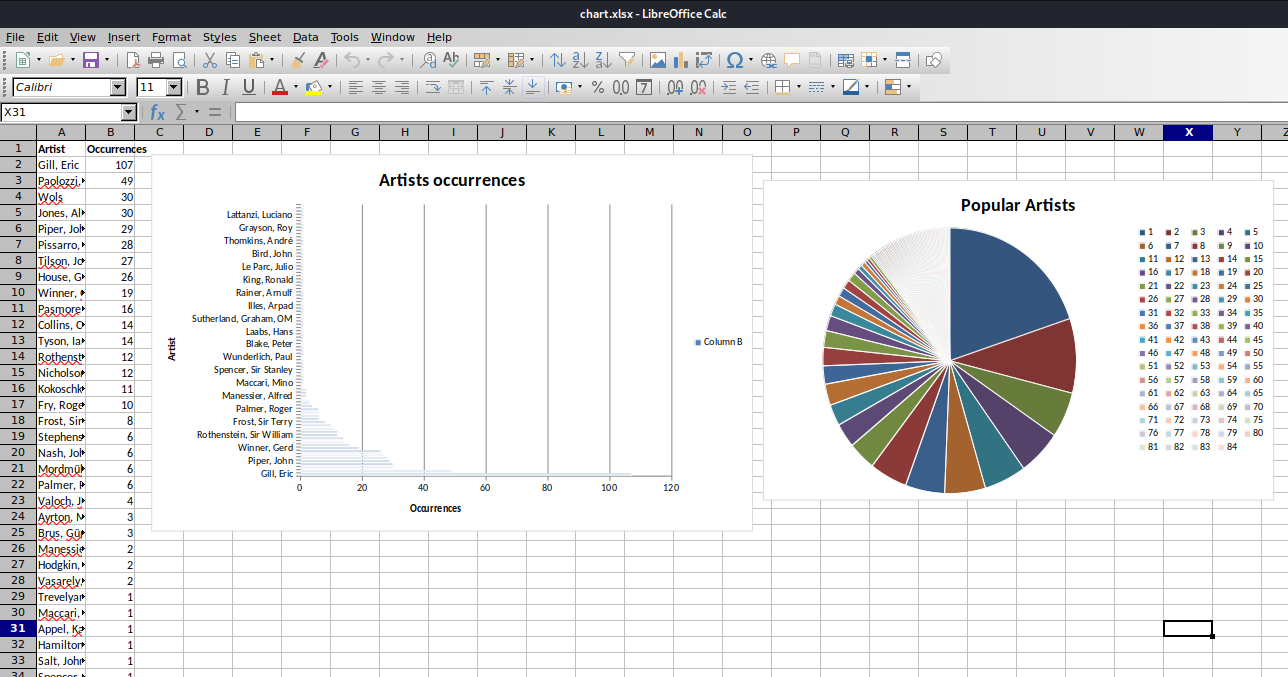 chart.xlsx - LibreOffice Calc
File Edit View Insert Format Styles Sheet Data Tools Window Help
Calibri 11
X31
A B C D E F G H I J K L M N O P Q R S T U V W X Y Z
1 Artist Occurrences
2 Gill, Eric 107
3 Paolozzi, 49
4 Wols 30
5 Jones, Al 30
6 Piper, Jo 29
7 Pissarro, 28
8 Tilson, Jo 27
9 House, G 26
10 Winner, 19
11 Pasmore 16
12 Collins, C 14
13 Tyson, Ia 14
14 Rothenst 12
15 Nicholso 12
16 Kokoschk 11
17 Fry, Roge 10
18 Frost, Sir 8
19 Stephens 6
20 Nash, Jo 6
21 Mordmü 6
22 Palmer, 6
23 Valoch, J 4
24 Ayrton, 3
25 Brus, Gü 3
26 Manessie 2
27 Hodgkin, 2
28 Vasarely 2
29 Trevelyan 1
30 Maccari, 1
31 Appel, Ka 1
32 Hamilton 1
33 Salt, John 1
34 Spencer 1
Artists occurrences
Artist
Lattanzi, Luciano
Grayson, Roy
Thomkins, André
Bird, John
Le Parc, Julio
King, Ronald
Rainer, Arnulf
Illes, Arpad
Sutherland, Graham, OM
Laabs, Hans
Blake, Peter
Wunderlich, Paul
Spencer, Sir Stanley
Maccari, Mino
Manessier, Alfred
Palmer, Roger
Frost, Sir Terry
Rothenstein, Sir William
Winner, Gerd
Piper, John
Gill, Eric
0 20 40 60 80 100 120
Occurrences
Column B
Popular Artists
1 2 3 4 5
6 7 8 9 10
11 12 13 14 15
16 17 18 19 20
21 22 23 24 25
26 27 28 29 30
31 32 33 34 35
36 37 38 39 40
41 42 43 44 45
46 47 48 49 50
51 52 53 54 55
56 57 58 59 60
61 62 63 64 65
66 67 68 69 70
71 72 73 74 75
76 77 78 79 80
81 82 83 84